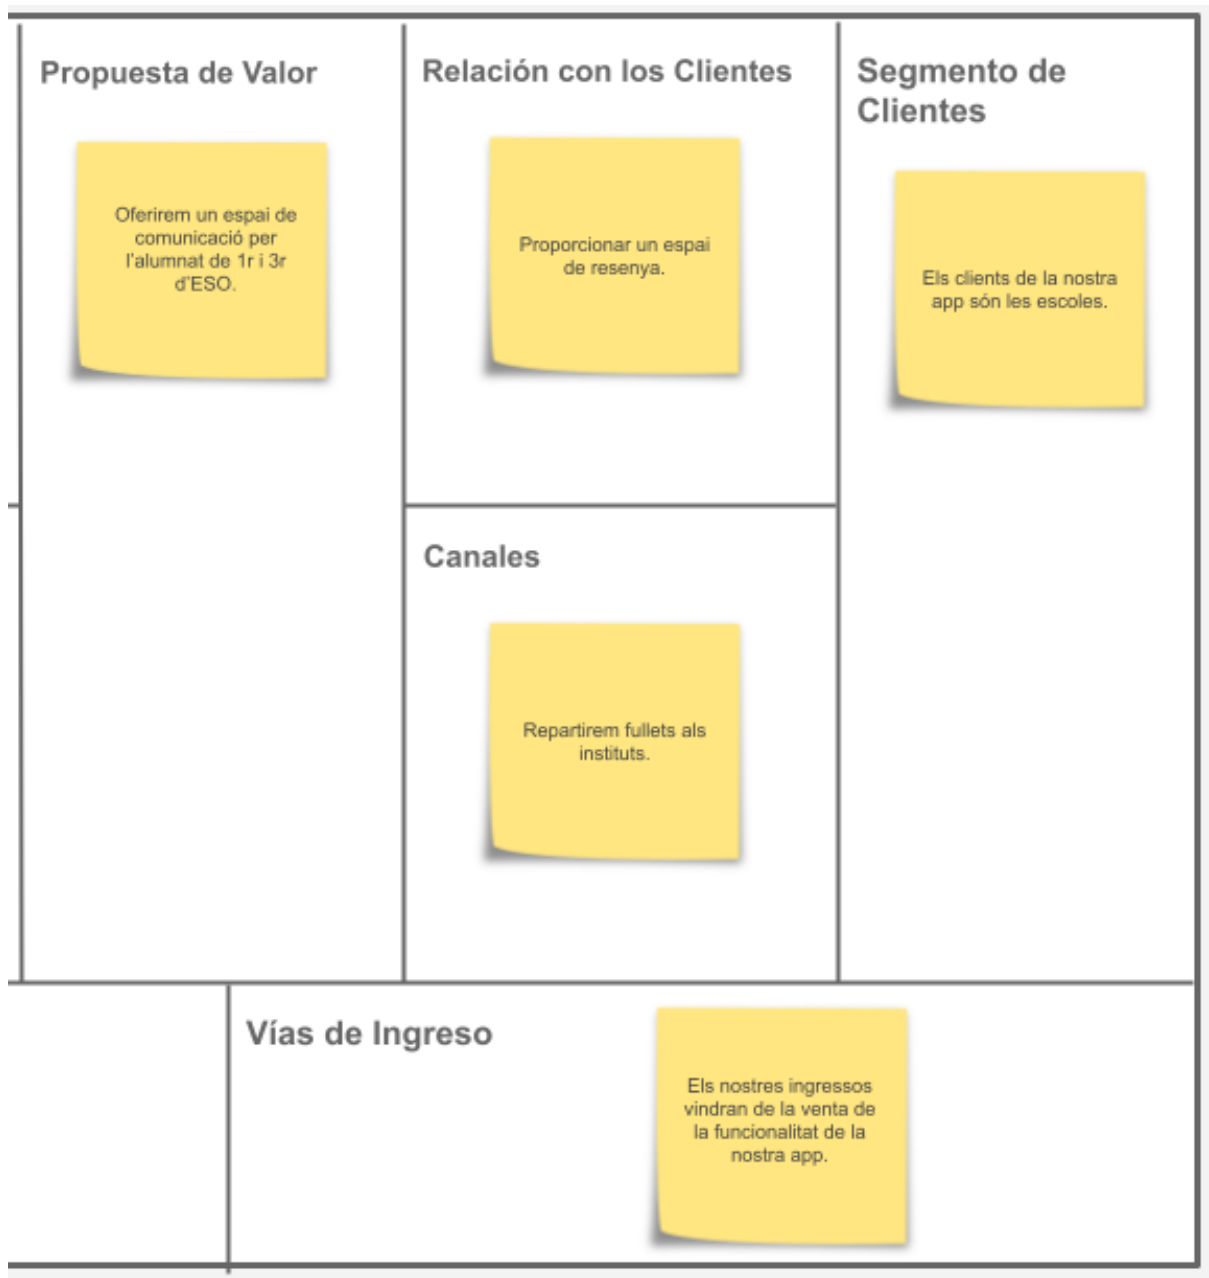 Propuesta de Valor
Oferirem un espai de
comunicació per
l'alumnat de 1r i 3r
d'ESO.
Relación con los Clientes
Proporcionar un espai
de resenya.
Canales
Repartirem fullets als
instituts.
Segmento de
Clientes
Els clients de la nostra
app són les escoles.
Vías de Ingreso
Els nostres ingressos
vindran de la venta de
la funcionalitat de la
nostra app.